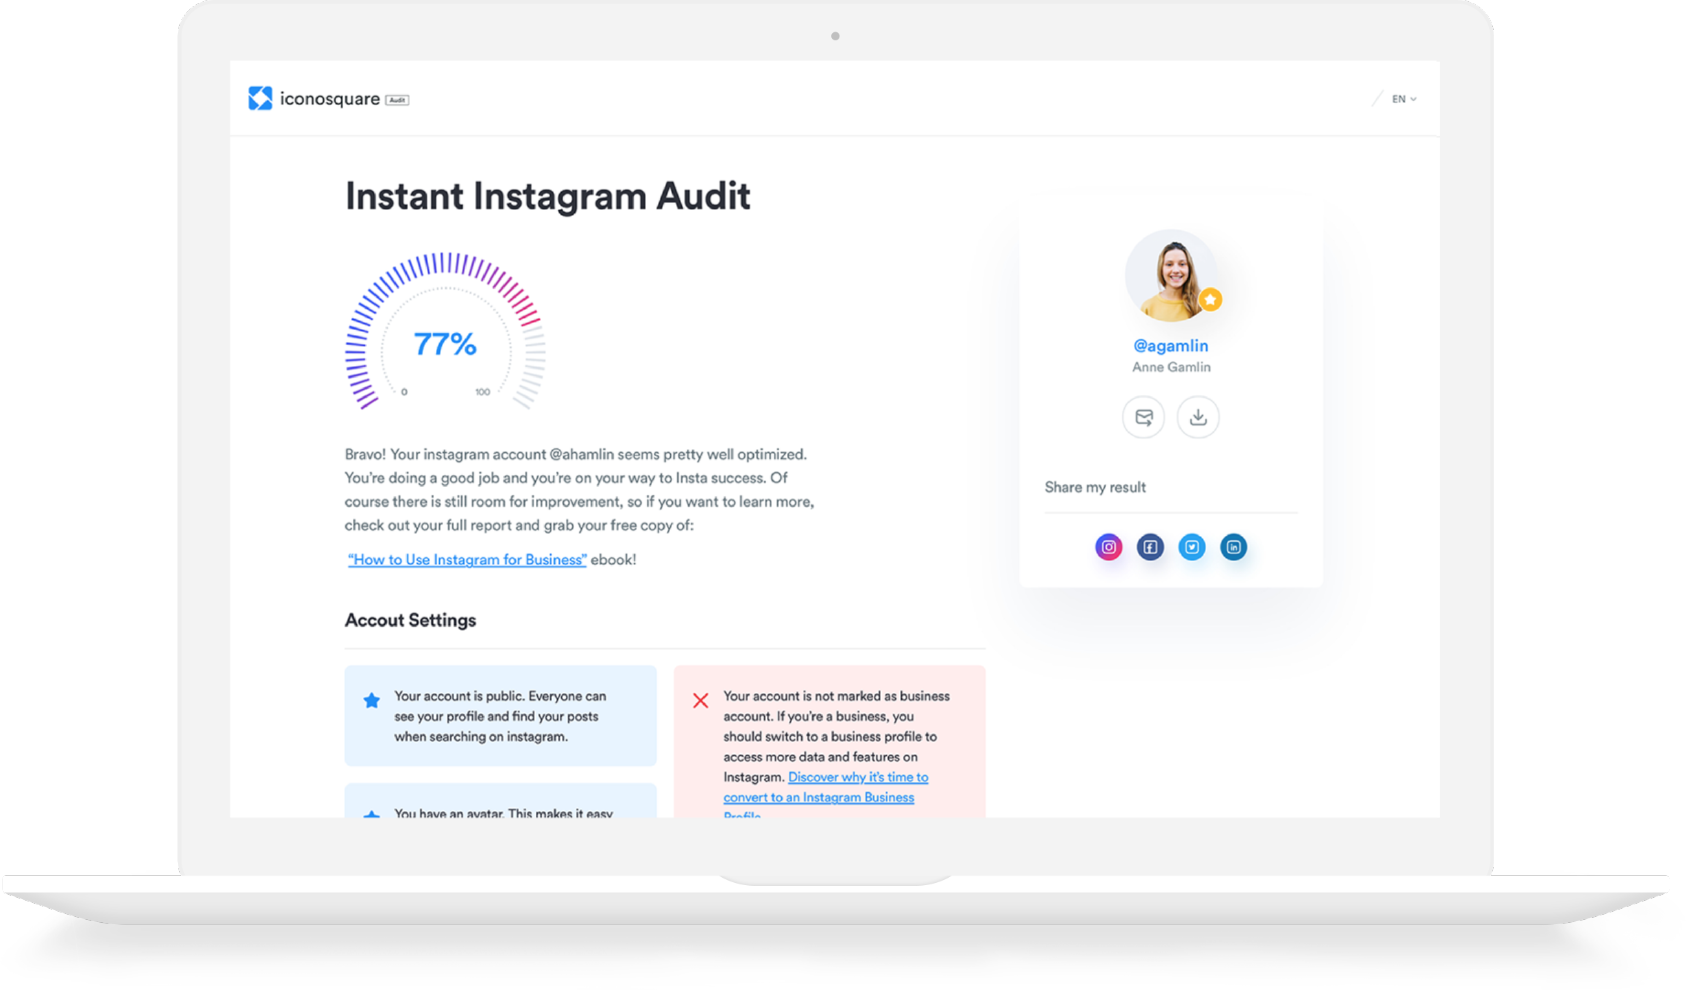 iconosquare Audit
EN
Instant Instagram Audit
77%
0 100
Bravo! Your instagram account @ahamlin seems pretty well optimized.
You're doing a good job and you're on your way to Insta success. Of
course there is still room for improvement, so if you want to learn more,
check out your full report and grab your free copy of:
“How to Use Instagram for Business” ebook!
Accout Settings
Your account is public. Everyone can
see your profile and find your posts
when searching on instagram.
You have an avatar. This makes it easy
Your account is not marked as business
account. If you're a business, you
should switch to a business profile to
access more data and features on
Instagram. Discover why it's time to
convert to an Instagram Business
Profile.
@agamlin
Anne Gamlin
Share my result
in